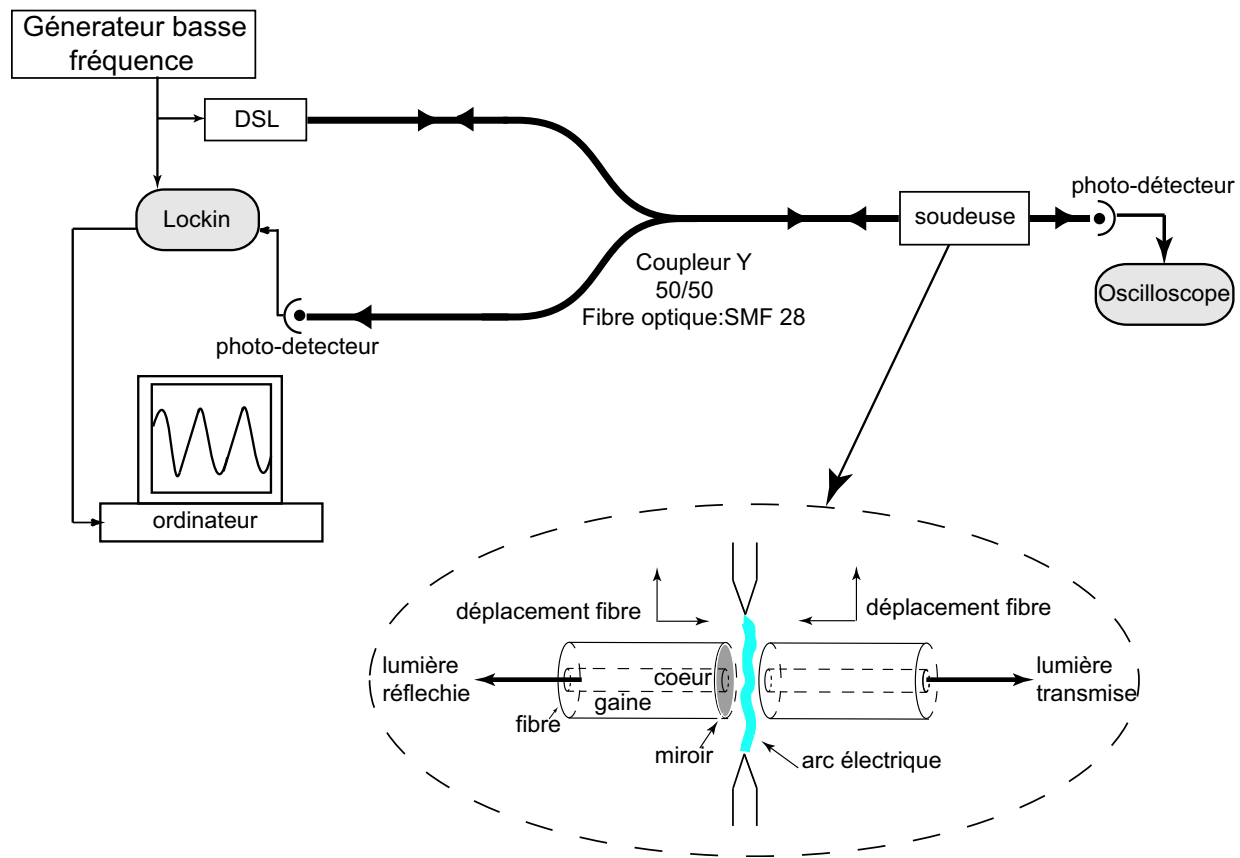 Génerateur basse
fréquence
DSL
Lockin
photo-detecteur
ordinateur
Coupleur Y
50/50
Fibre optique:SMF 28
soudeuse
photo-détecteur
Oscilloscope
déplacement fibre
déplacement fibre
lumière
réflechie
coeur
gaine
fibre
miroir
arc électrique
lumière
transmise